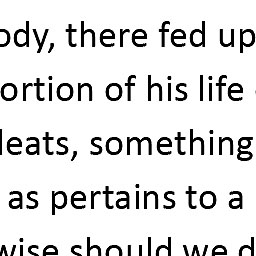 ody, there fed up
ortion of his life
leats, something
as pertains to a
wise should we d